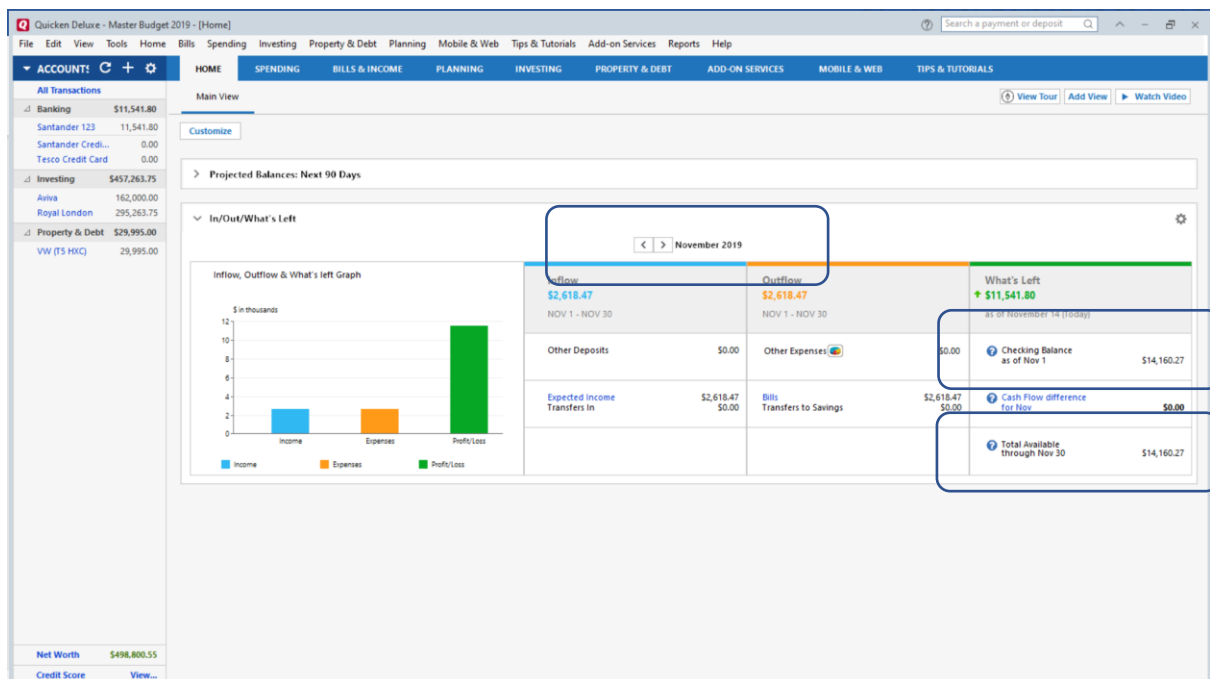 Quicken Deluxe - Master Budget 2019 - [Home]
Search a payment or deposit
File Edit View Tools Home Bills Spending Investing Property & Debt Planning Mobile & Web Tips & Tutorials Add-on Services Reports Help
ACCOUNTS
HOME SPENDING BILLS & INCOME PLANNING INVESTING PROPERTY & DEBT ADD-ON SERVICES MOBILE & WEB TIPS & TUTORIALS
All Transactions
Banking $11,541.80
Santander 123 11,541.80
Santander Credi... 0.00
Tesco Credit Card 0.00
Investing $457,263.75
Aviva 162,000.00
Royal London 295,263.75
Property & Debt $29,995.00
VW (T5 HXC) 29,995.00
Net Worth $498,800.55
Credit Score View...
Main View
View Tour Add View Watch Video
Customize
Projected Balances: Next 90 Days
In/Out/What's Left
November 2019
Inflow, Outflow & What's left Graph
$ in thousands
12
10
8
6
4
2
0
Income Expenses Profit/Loss
Income Expenses Profit/Loss
Inflow
$2,618.47
NOV 1 - NOV 30
Other Deposits $0.00
Expected Income $2,618.47
Transfers In $0.00
Outflow
$2,618.47
NOV 1 - NOV 30
Other Expenses $0.00
Bills $2,618.47
Transfers to Savings $0.00
What's Left
$11,541.80
as of November 14 (Today)
Checking Balance
as of Nov 1 $14,160.27
Cash Flow difference
for Nov $0.00
Total Available
through Nov 30 $14,160.27